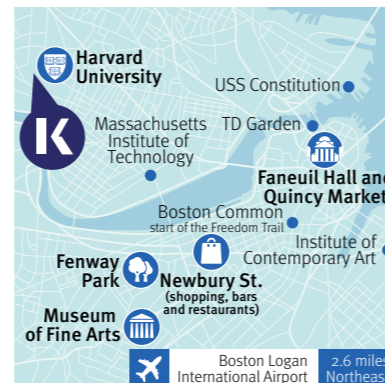 Harvard
University
USS Constitution
K
Massachusetts
Institute of
Technology
TD Garden
Faneuil Hall and
Quincy Market
Boston Common
start of the Freedom Trail
Institute of
Contemporary Art
Fenway
Park
Newbury St.
(shopping, bars
and restaurants)
Museum
of Fine Arts
Boston Logan
International Airport
2.6 miles
Northeas